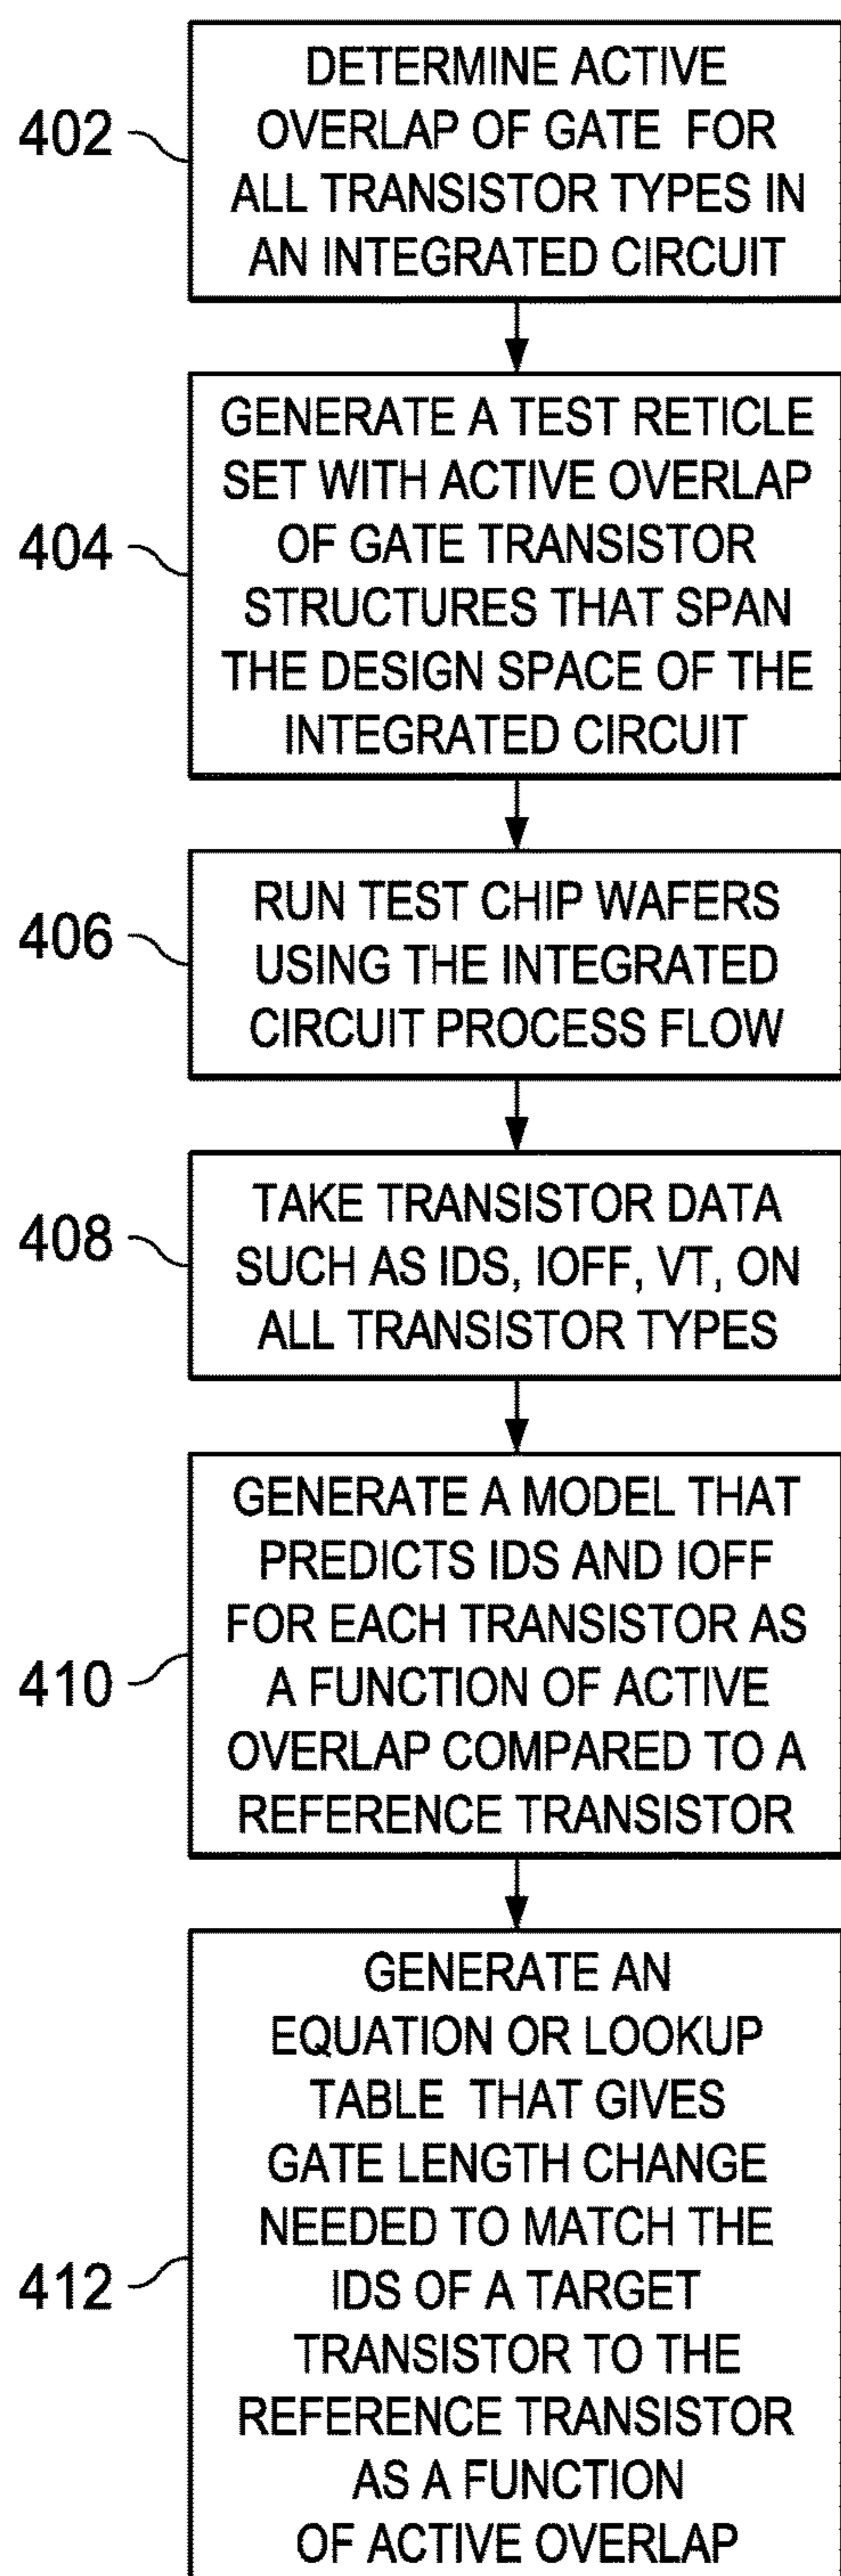 402
DETERMINE ACTIVE
OVERLAP OF GATE FOR
ALL TRANSISTOR TYPES IN
AN INTEGRATED CIRCUIT
404
GENERATE A TEST RETICLE
SET WITH ACTIVE OVERLAP
OF GATE TRANSISTOR
STRUCTURES THAT SPAN
THE DESIGN SPACE OF THE
INTEGRATED CIRCUIT
406
RUN TEST CHIP WAFERS
USING THE INTEGRATED
CIRCUIT PROCESS FLOW
408
TAKE TRANSISTOR DATA
SUCH AS IDS, IOFF, VT, ON
ALL TRANSISTOR TYPES
410
GENERATE A MODEL THAT
PREDICTS IDS AND IOFF
FOR EACH TRANSISTOR AS
A FUNCTION OF ACTIVE
OVERLAP COMPARED TO A
REFERENCE TRANSISTOR
412
GENERATE AN
EQUATION OR LOOKUP
TABLE THAT GIVES
GATE LENGTH CHANGE
NEEDED TO MATCH THE
IDS OF A TARGET
TRANSISTOR TO THE
REFERENCE TRANSISTOR
AS A FUNCTION
OF ACTIVE OVERLAP